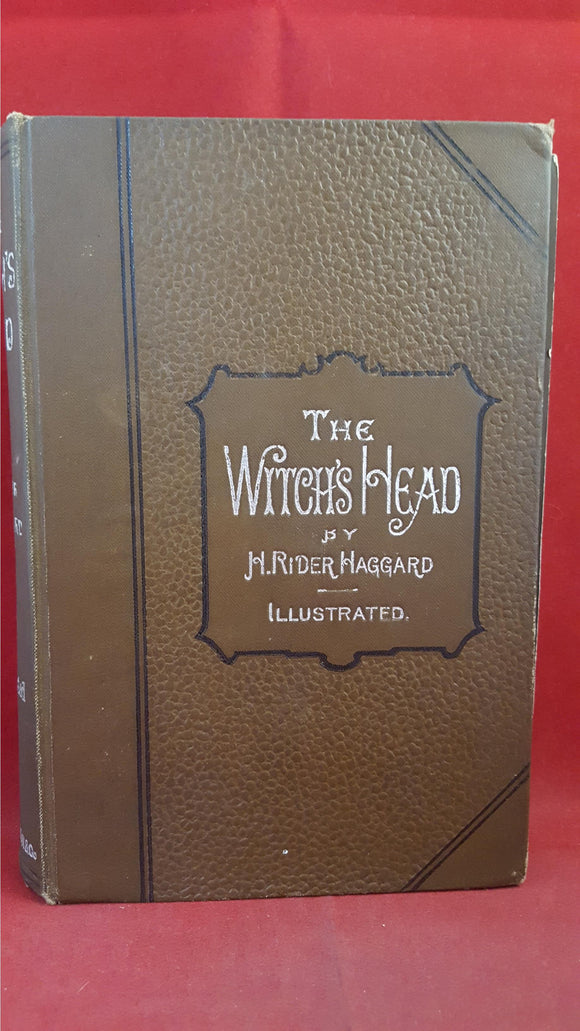 The
Witch's Head
by
H. Rider Haggard
Illustrated.